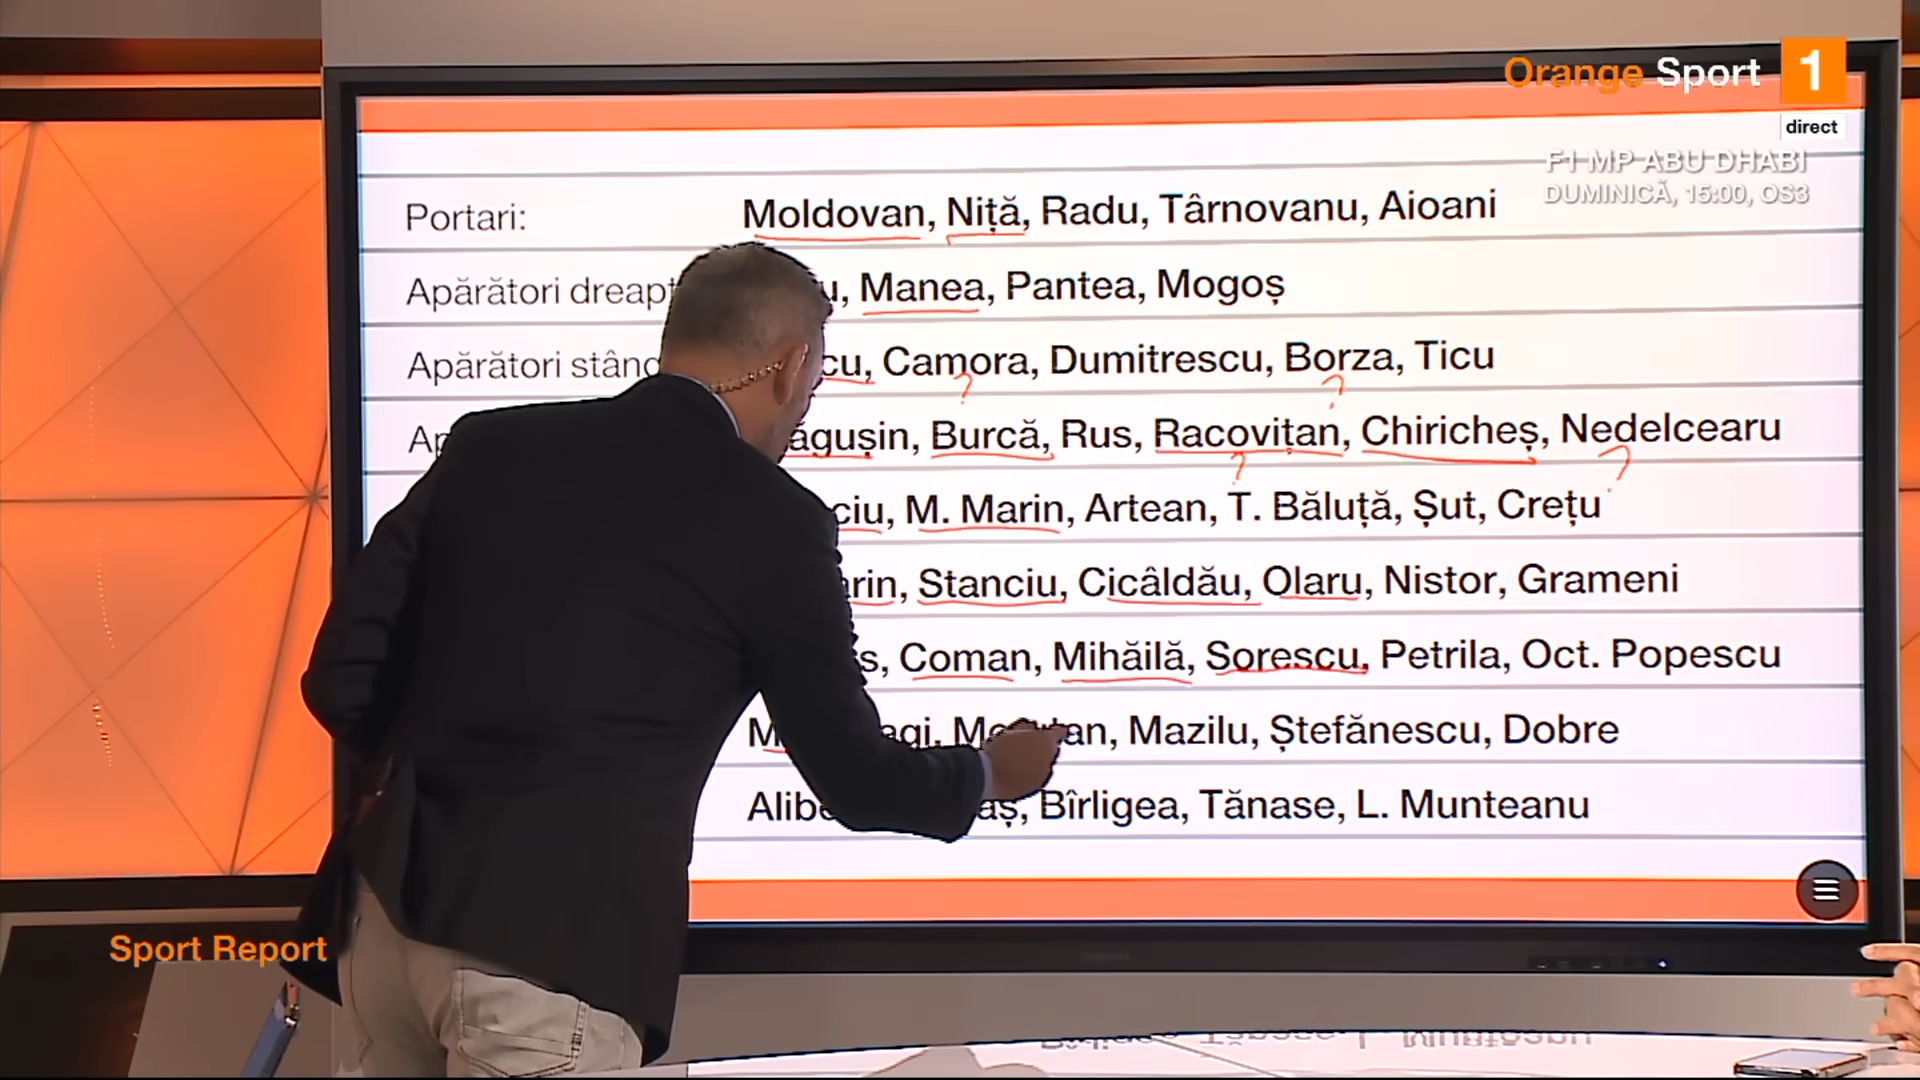 Orange Sport 1
direct
F1 MP ABU DHABI
DUMINICĂ, 15:00, OS3
Portari: Moldovan, Niță, Radu, Târnovanu, Aioani
Apărători Manea, Pantea, Mogoș
Apărători Camora, Dumitrescu, Borza, Ticu
? ?
Burcă, Rus, Racovițan, Chiricheș, Nedelcearu
? ?
M. Marin, Artean, T. Băluță, Șut, Crețu
Stanciu, Cicâldău, Olaru, Nistor, Grameni
Coman, Mihăilă, Sorescu, Petrila, Oct. Popescu
Mazilu, Ștefănescu, Dobre
Bîrligea, Tănase, L. Munteanu
Sport Report